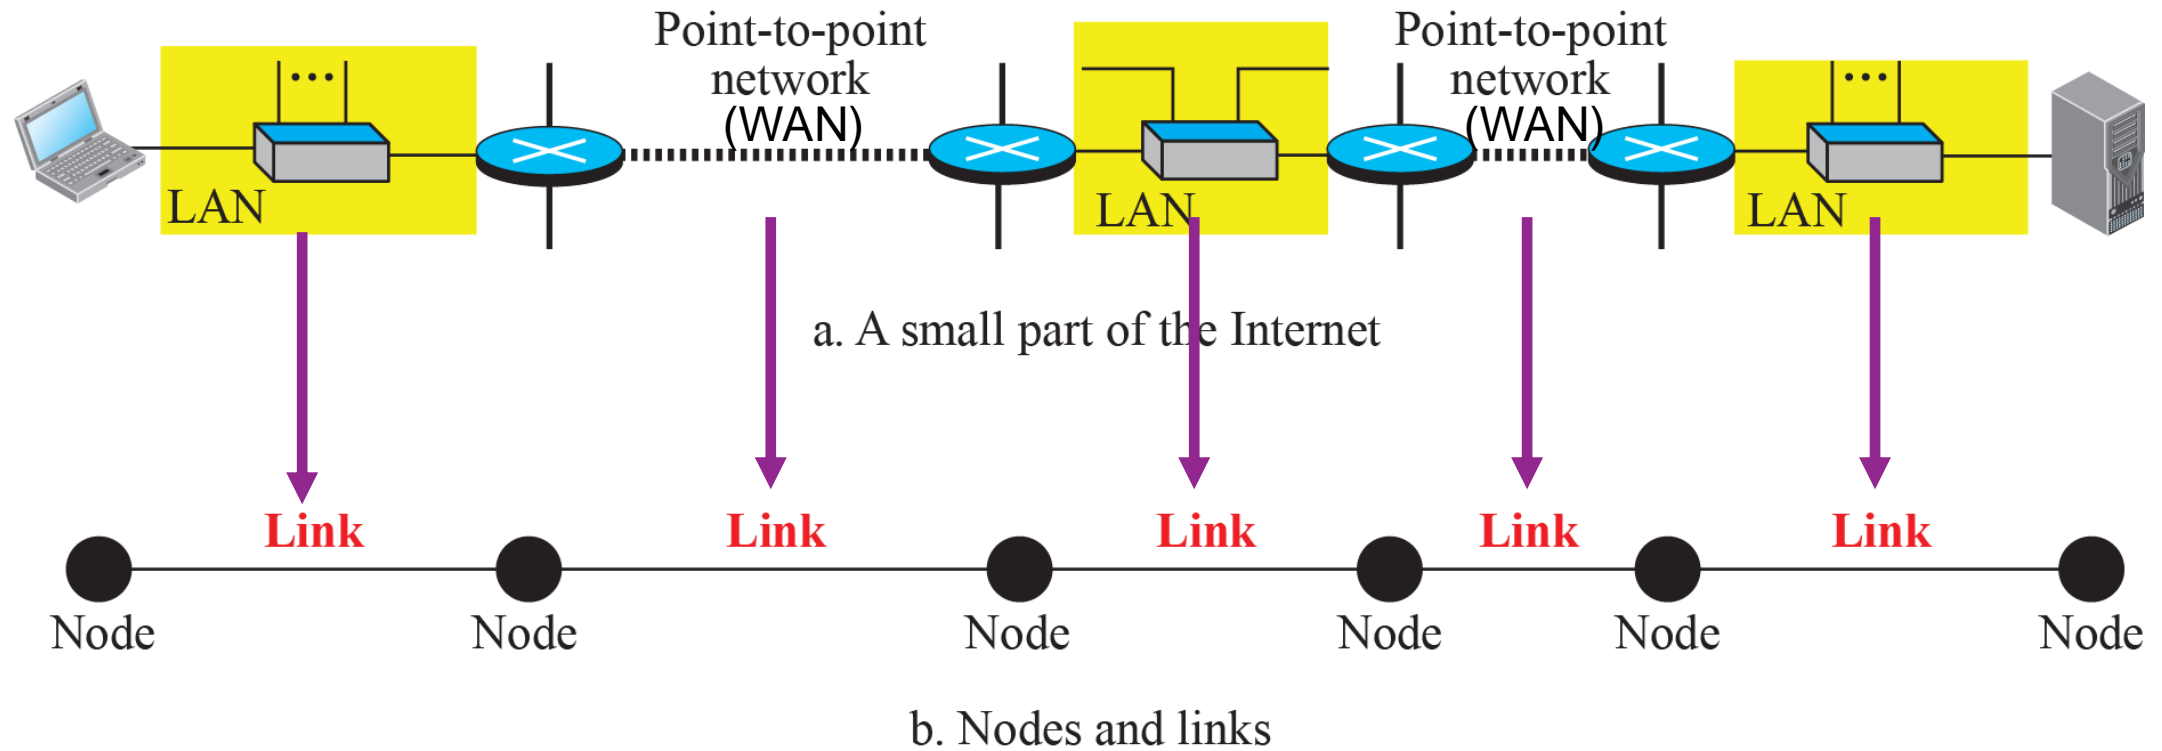 Point-to-point
network
(WAN)
Point-to-point
network
(WAN)
LAN
LAN
LAN
a. A small part of the Internet
Link
Link
Link
Link
Link
Node
Node
Node
Node
Node
Node
b. Nodes and links